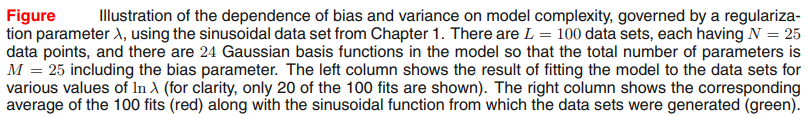 Figure Illustration of the dependence of bias and variance on model complexity, governed by a regulariza-
tion parameter λ, using the sinusoidal data set from Chapter 1. There are L = 100 data sets, each having N = 25
data points, and there are 24 Gaussian basis functions in the model so that the total number of parameters is
M = 25 including the bias parameter. The left column shows the result of fitting the model to the data sets for
various values of ln λ (for clarity, only 20 of the 100 fits are shown). The right column shows the corresponding
average of the 100 fits (red) along with the sinusoidal function from which the data sets were generated (green).